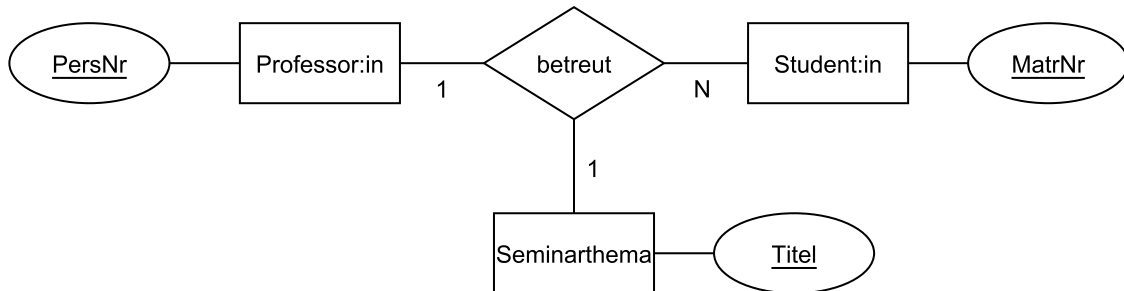 PersNr
Professor:in
betreut
Student:in
MatrNr
1
N
1
Seminarthema
Titel